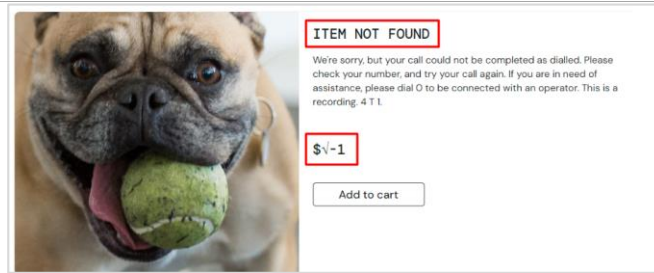 ITEM NOT FOUND
We're sorry, but your call could not be completed as dialled. Please
check your number, and try your call again. If you are in need of
assistance, please dial 0 to be connected with an operator. This is a
recording. 4 T 1.
$√-1
Add to cart